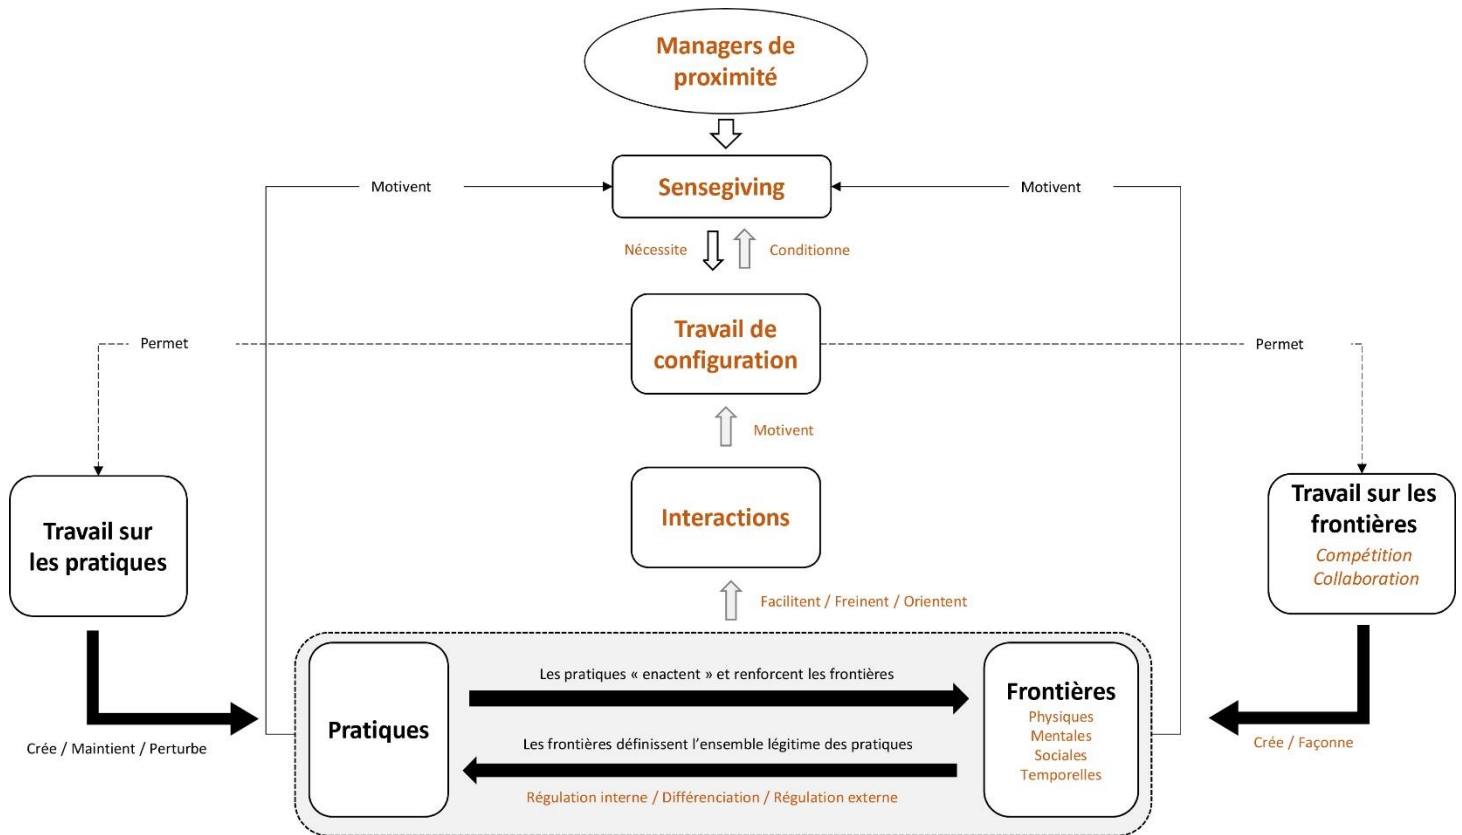 Managers de
proximité
Motivent
Sensegiving
Motivent
Nécessite
Conditionne
Permet
Travail de
configuration
Permet
Motivent
Travail sur
les pratiques
Interactions
Travail sur les
frontières
Compétition
Collaboration
Facilitent / Freinent / Orientent
Les pratiques « enactent » et renforcent les frontières
Pratiques
Frontières
Physiques
Mentales
Sociales
Temporelles
Les frontières définissent l’ensemble légitime des pratiques
Régulation interne / Différenciation / Régulation externe
Crée / Maintient / Perturbe
Crée / Façonne